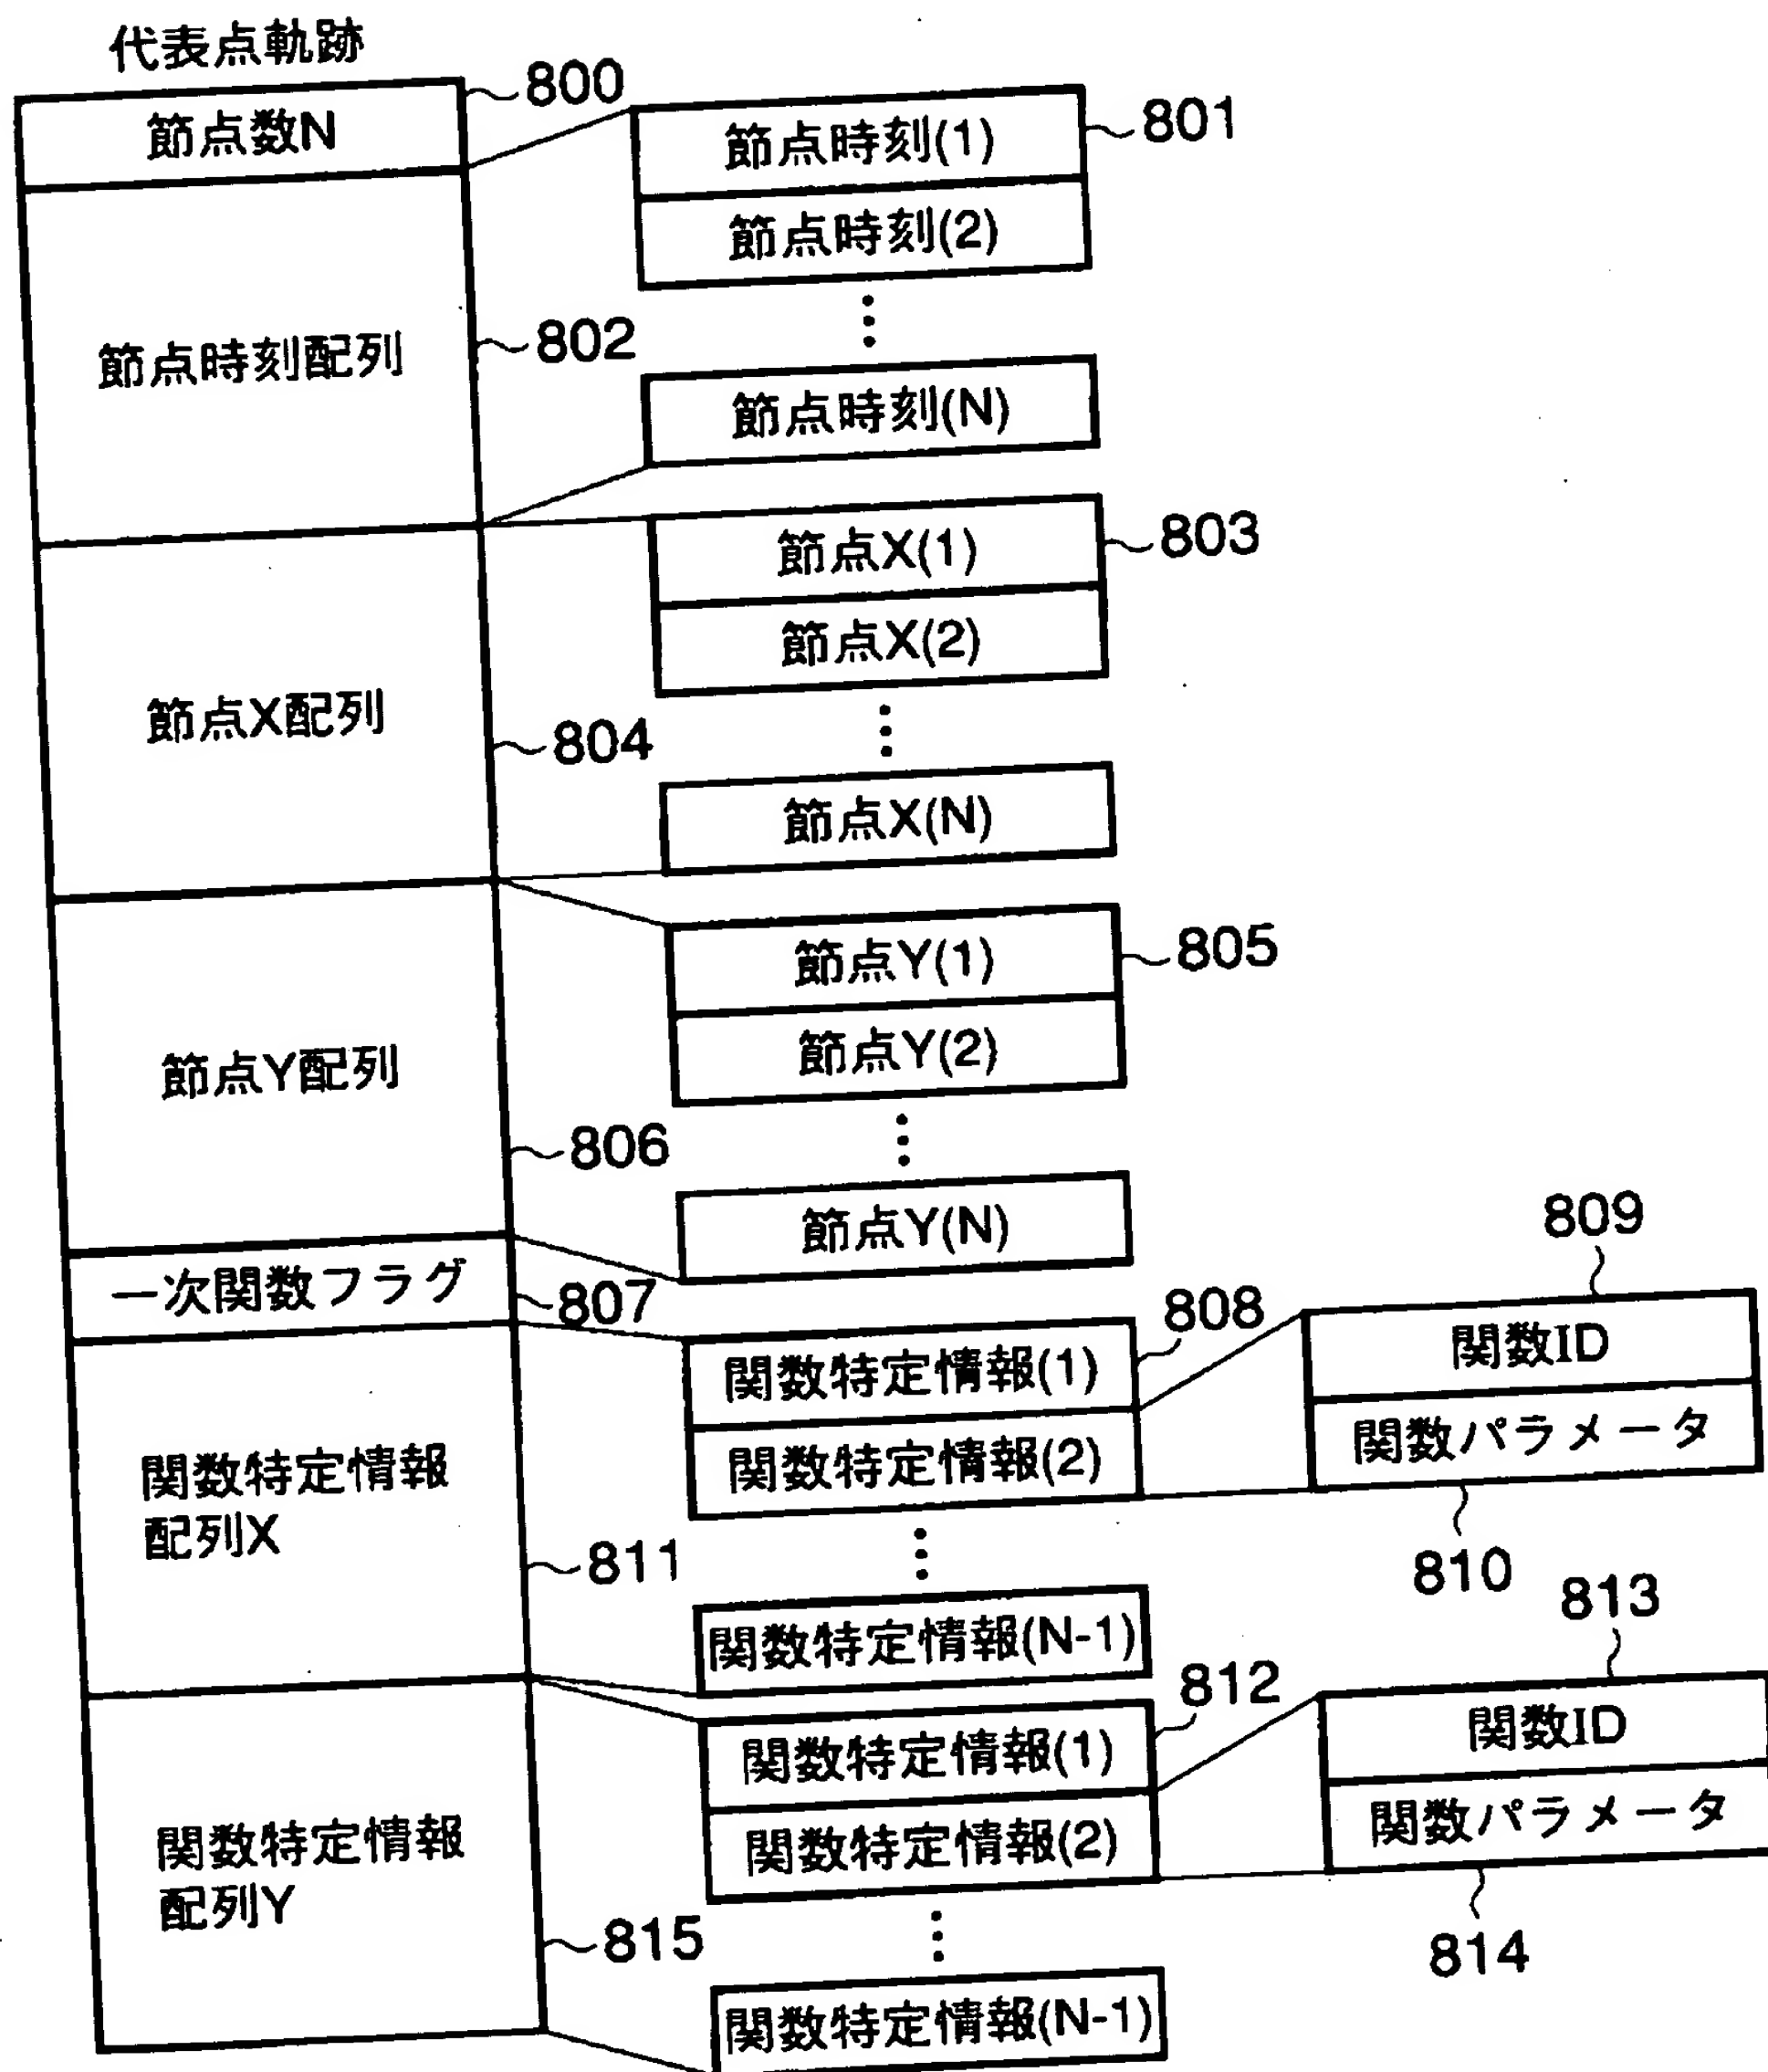 代表点軌跡
節点数N
800
節点時刻(1)
801
節点時刻(2)
節点時刻配列
802
節点時刻(N)
節点X(1)
803
節点X(2)
節点X配列
804
節点X(N)
節点Y(1)
805
節点Y(2)
節点Y配列
806
節点Y(N)
809
一次関数フラグ
807
関数特定情報(1)
808
関数ID
関数特定情報(2)
関数パラメータ
関数特定情報
配列X
811
810
813
関数特定情報(N-1)
812
関数特定情報(1)
関数ID
関数特定情報(2)
関数パラメータ
関数特定情報
配列Y
815
814
関数特定情報(N-1)